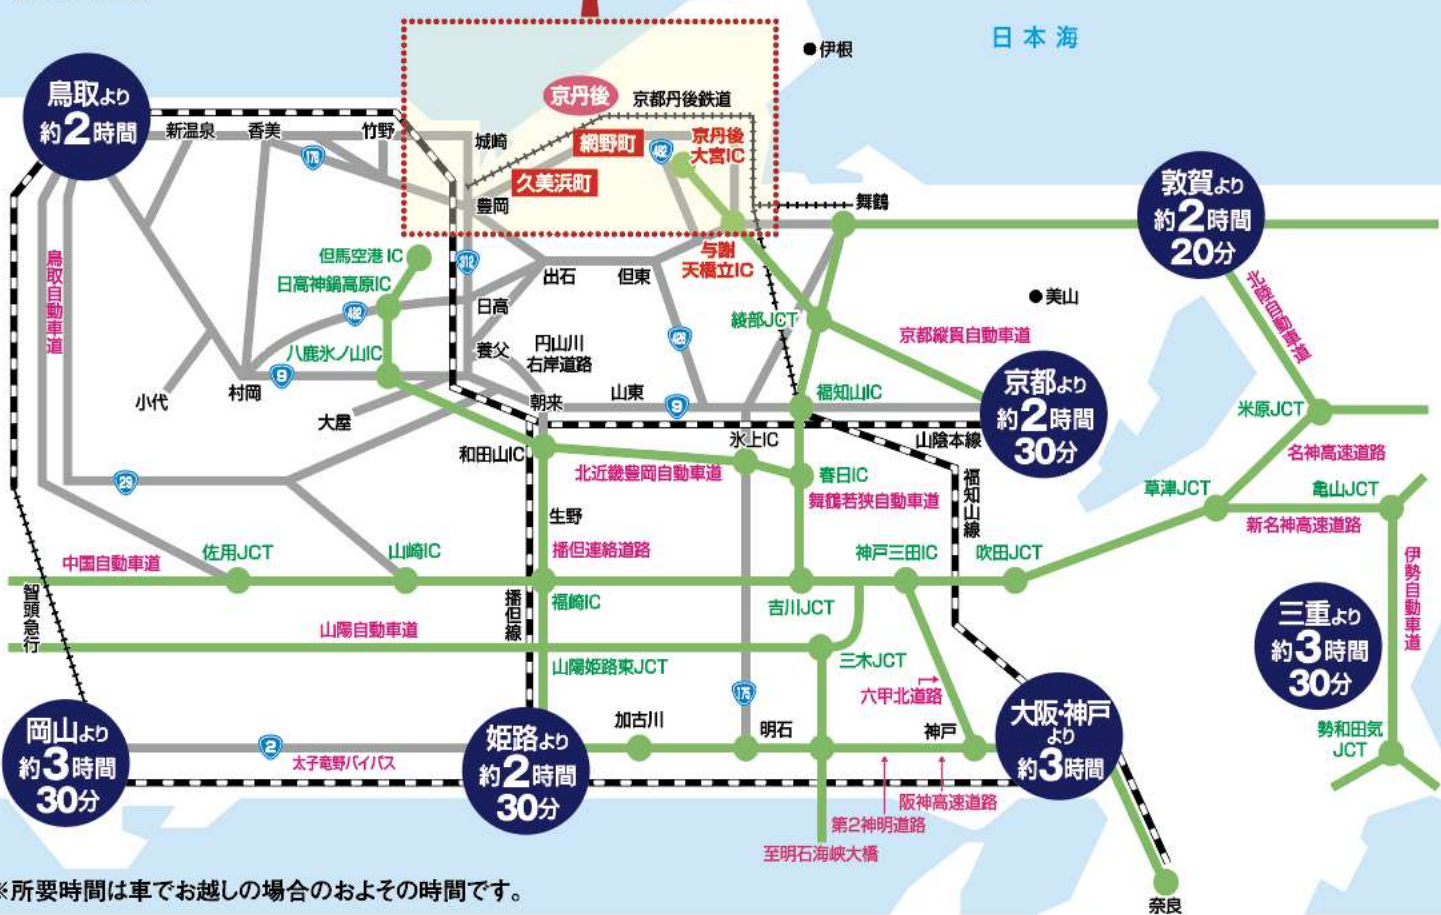 日本海
伊根
鳥取より
約2時間
京丹後
京都丹後鉄道
新温泉
香美
竹野
城崎
178
網野町
482
京丹後
大宮IC
久美浜町
豊岡
舞鶴
敦賀より
約2時間
20分
与謝
天橋立IC
但馬空港IC
312
出石
但東
日高神鍋高原IC
鳥取自動車道
北陸自動車道
美山
482
日高
綾部JCT
京都縦貫自動車道
八鹿氷ノ山IC
養父
円山川
右岸道路
426
9
村岡
小代
大屋
朝来
山東
9
福知山IC
京都より
約2時間
30分
米原JCT
和田山IC
氷上IC
山陰本線
名神高速道路
29
北近畿豊岡自動車道
春日IC
福知山線
草津JCT
亀山JCT
舞鶴若狭自動車道
新名神高速道路
生野
中国自動車道
佐用JCT
山崎IC
播但連絡道路
神戸三田IC
吹田JCT
伊勢自動車道
智頭急行
播但線
福崎IC
吉川JCT
三重より
約3時間
30分
山陽自動車道
山陽姫路東JCT
三木JCT
六甲北道路
175
岡山より
約3時間
30分
2
太子竜野バイパス
姫路より
約2時間
30分
加古川
明石
神戸
大阪・神戸
より
約3時間
勢和田気
JCT
阪神高速道路
第2神明道路
至明石海峡大橋
※所要時間は車でお越しの場合のおよその時間です。
奈良